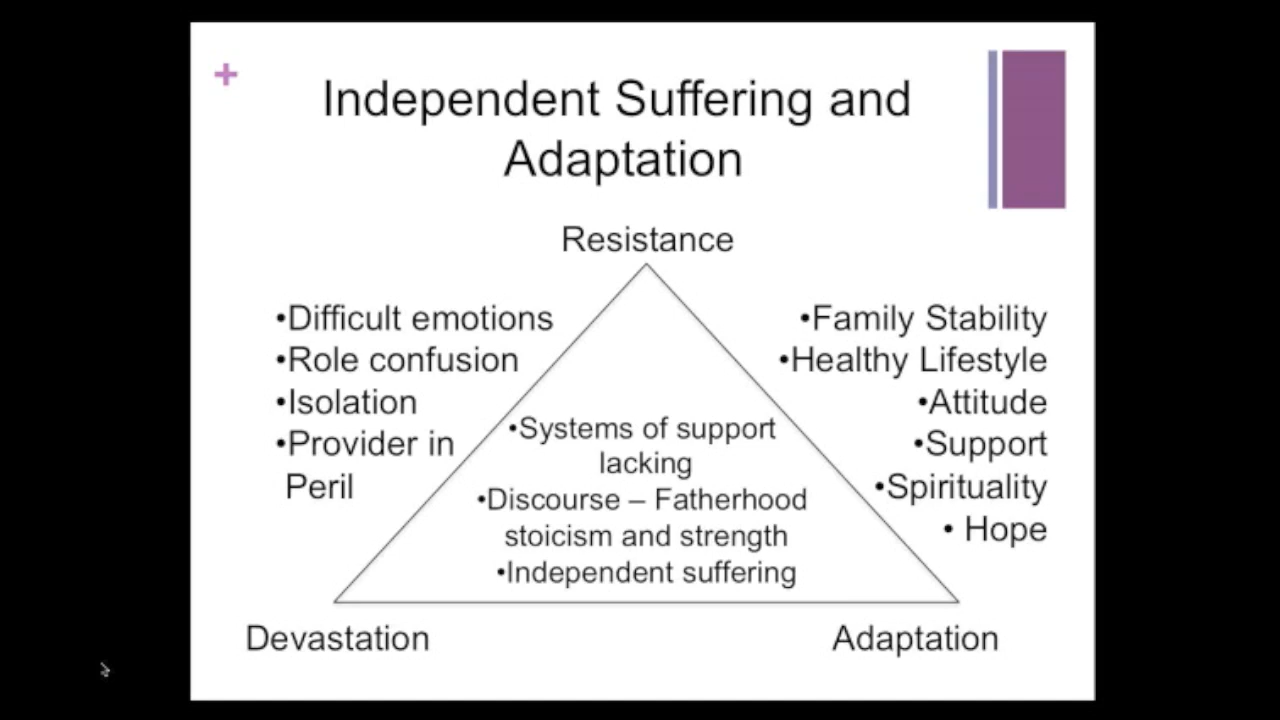 +
Independent Suffering and
Adaptation
Resistance
•Difficult emotions
•Role confusion
•Isolation
•Provider in
Peril
•Family Stability
•Healthy Lifestyle
•Attitude
•Support
•Spirituality
• Hope
•Systems of support
lacking
•Discourse – Fatherhood
stoicism and strength
•Independent suffering
Devastation
Adaptation